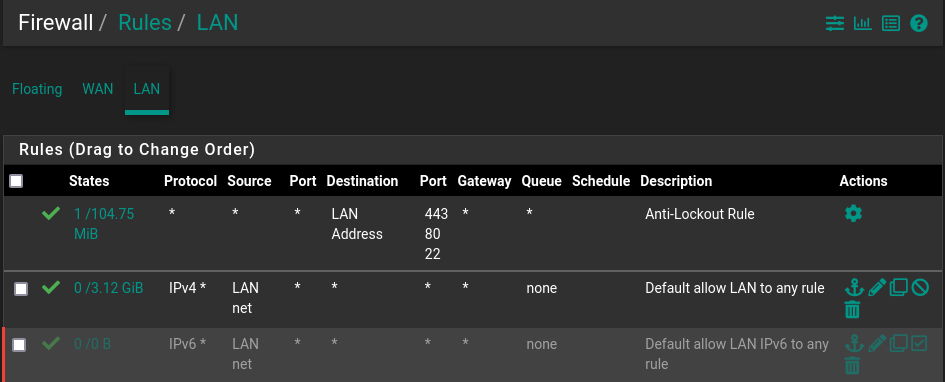 Firewall / Rules / LAN
Floating WAN LAN
Rules (Drag to Change Order)
States Protocol Source Port Destination Port Gateway Queue Schedule Description Actions
1 /104.75 * * * LAN 443 * * Anti-Lockout Rule
MiB Address 80
22
0 /3.12 GiB IPv4 * LAN * * * * none Default allow LAN to any rule
net
0 /0 B IPv6 * LAN * * * * none Default allow LAN IPv6 to any
net rule